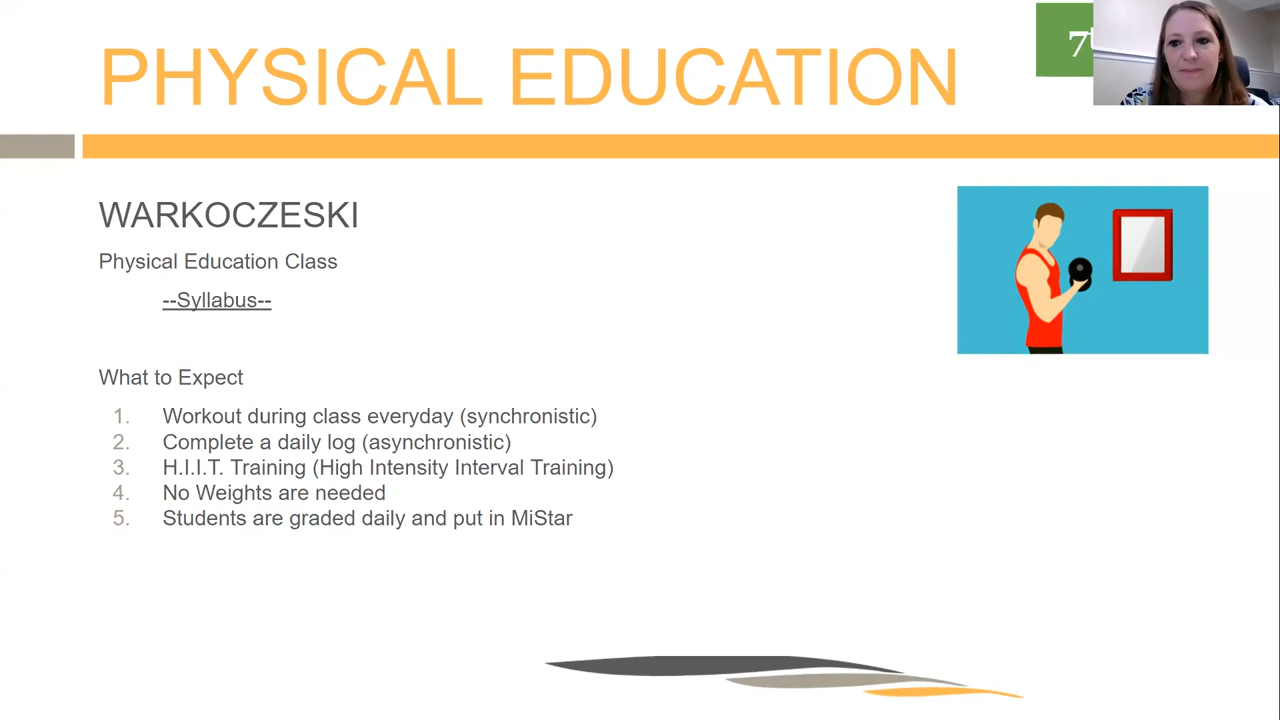 PHYSICAL EDUCATION
7t
WARKOCZESKI
Physical Education Class
--Syllabus--
What to Expect
1. Workout during class everyday (synchronistic)
2. Complete a daily log (asynchronistic)
3. H.I.I.T. Training (High Intensity Interval Training)
4. No Weights are needed
5. Students are graded daily and put in MiStar